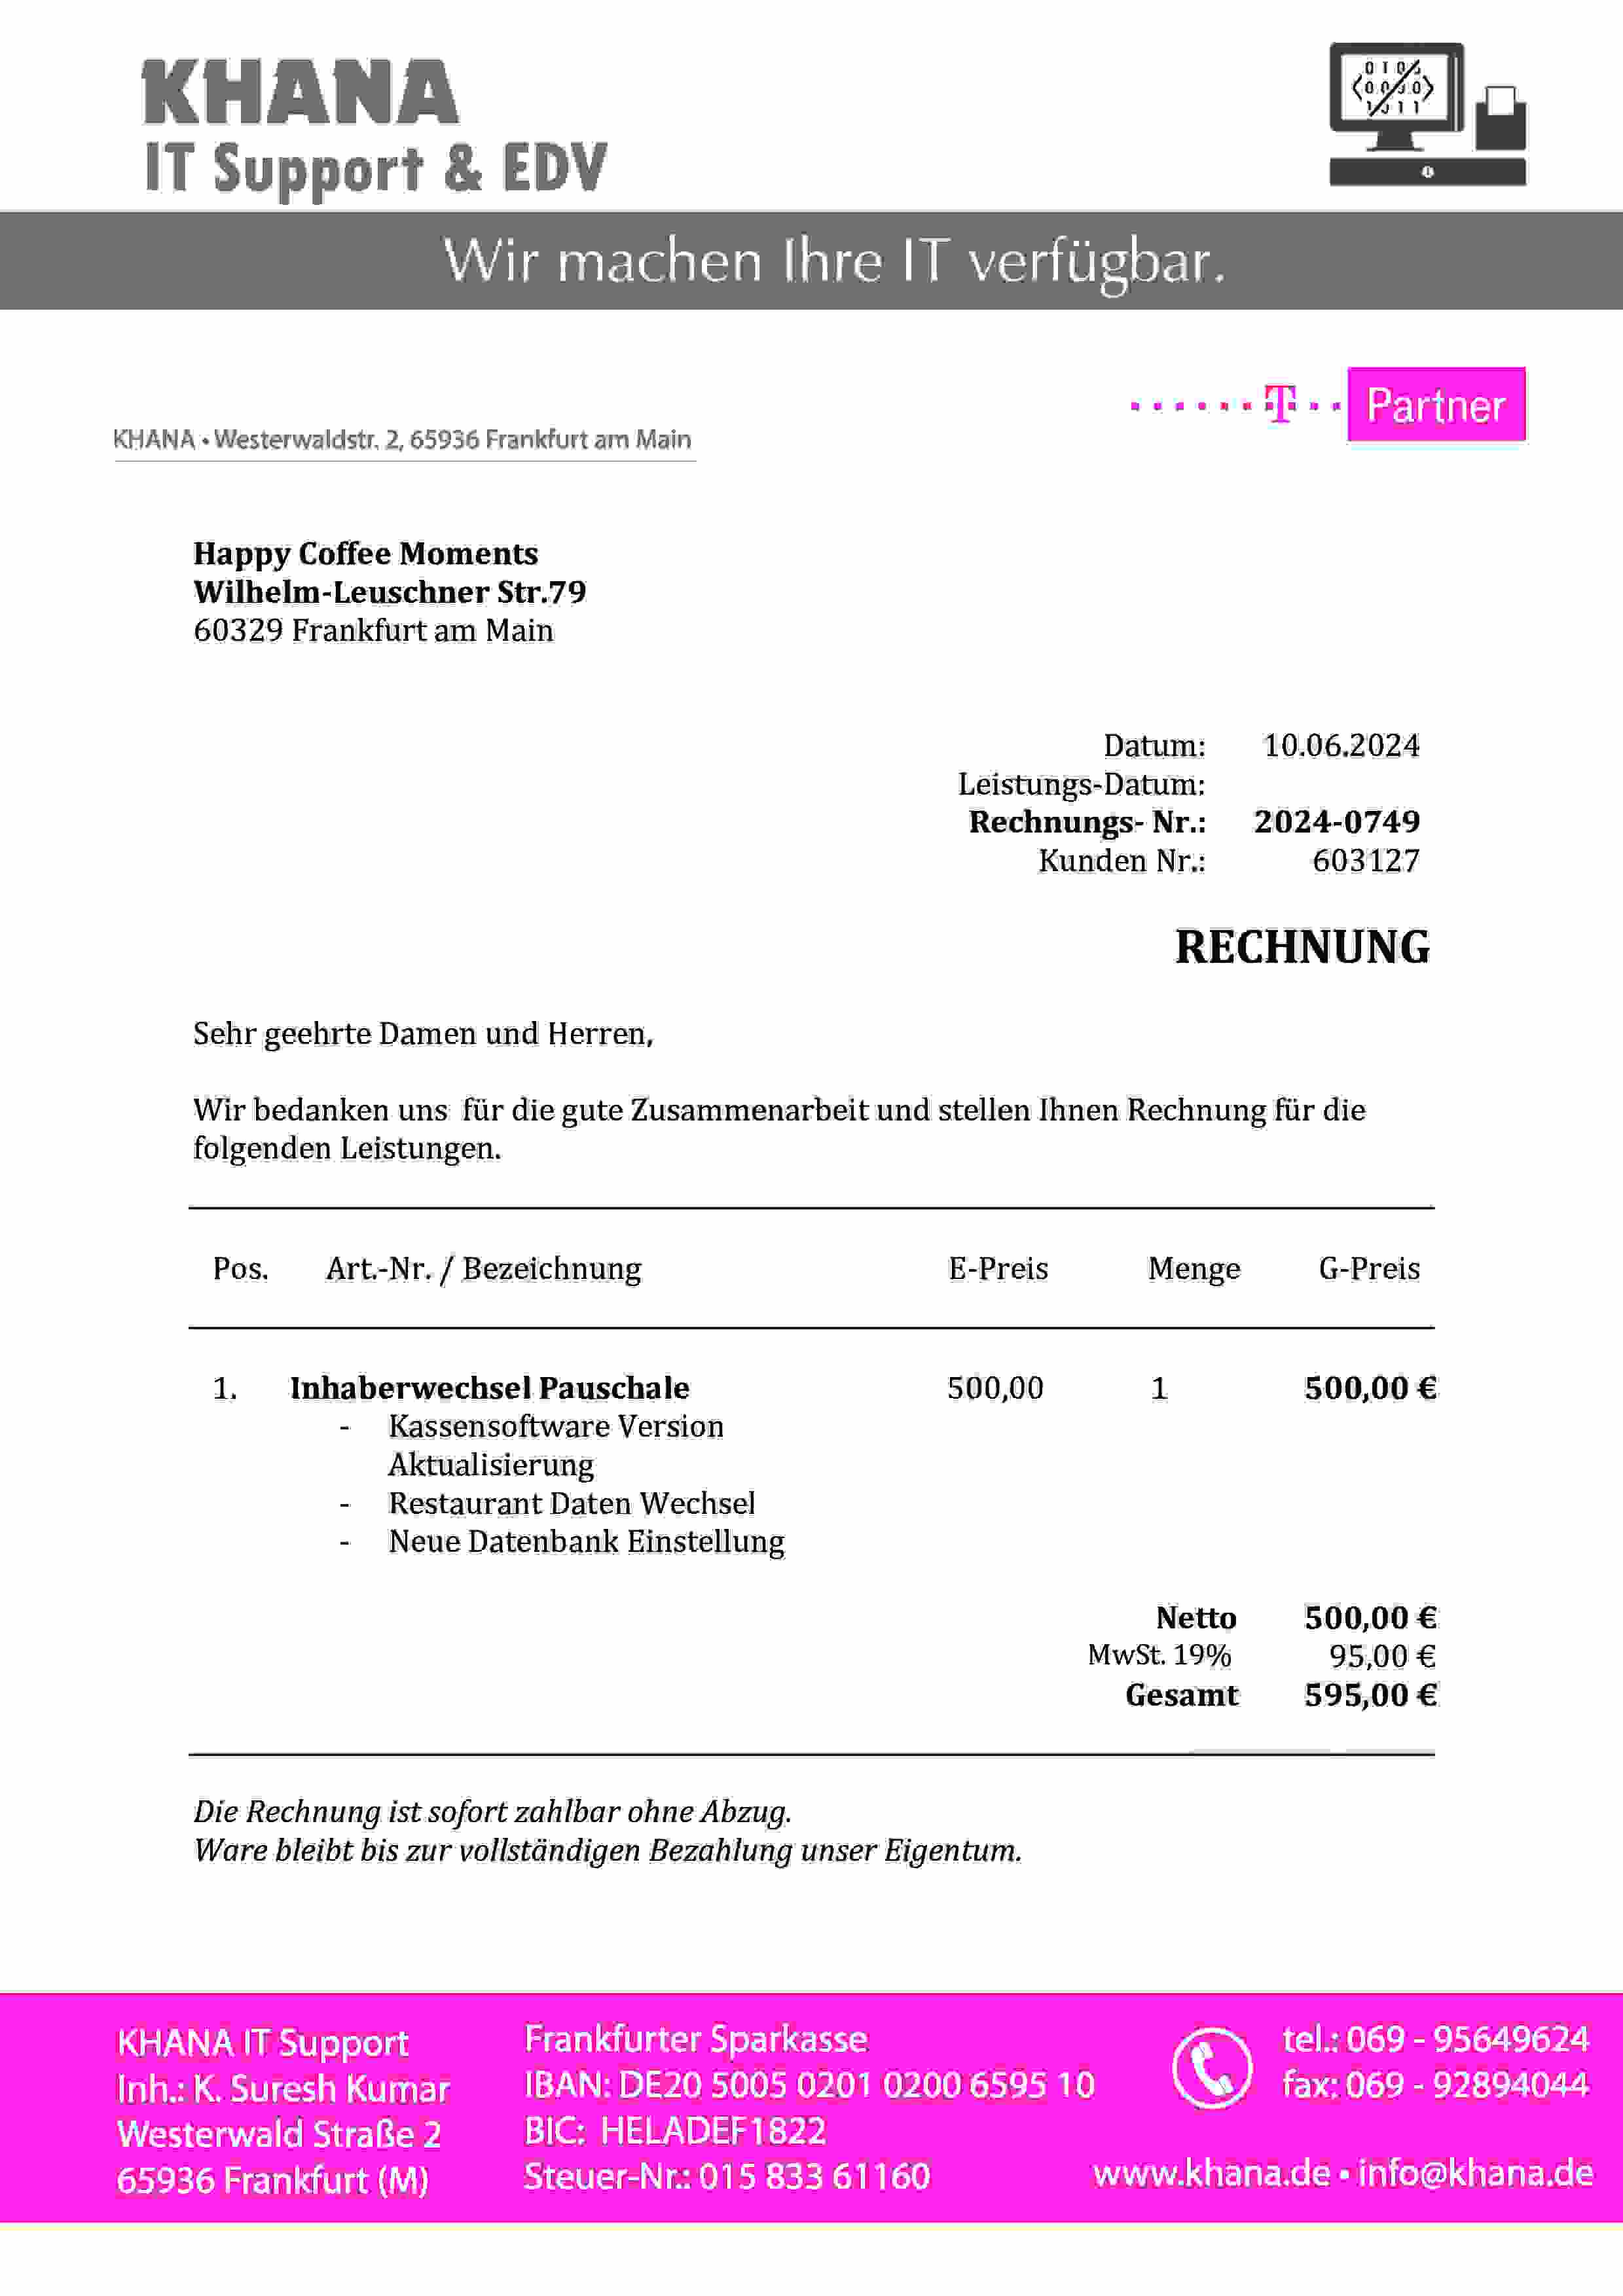 KHANA
IT Support & EDV
Wir machen Ihre IT verfügbar.
T Partner
KHANA • Westerwaldstr. 2, 65936 Frankfurt am Main
Happy Coffee Moments
Wilhelm-Leuschner Str.79
60329 Frankfurt am Main
Datum: 10.06.2024
Leistungs-Datum:
Rechnungs- Nr.: 2024-0749
Kunden Nr.: 603127
RECHNUNG
Sehr geehrte Damen und Herren,
Wir bedanken uns für die gute Zusammenarbeit und stellen Ihnen Rechnung für die
folgenden Leistungen.
Pos. Art.-Nr. / Bezeichnung E-Preis Menge G-Preis
1. Inhaberwechsel Pauschale 500,00 1 500,00 €
- Kassensoftware Version
Aktualisierung
- Restaurant Daten Wechsel
- Neue Datenbank Einstellung
Netto 500,00 €
MwSt. 19% 95,00 €
Gesamt 595,00 €
Die Rechnung ist sofort zahlbar ohne Abzug.
Ware bleibt bis zur vollständigen Bezahlung unser Eigentum.
KHANA IT Support
Inh.: K. Suresh Kumar
Westerwald Straße 2
65936 Frankfurt (M)
Frankfurter Sparkasse
IBAN: DE20 5005 0201 0200 6595 10
BIC: HELADEF1822
Steuer-Nr.: 015 833 61160
tel.: 069 - 95649624
fax: 069 - 92894044
www.khana.de • info@khana.de